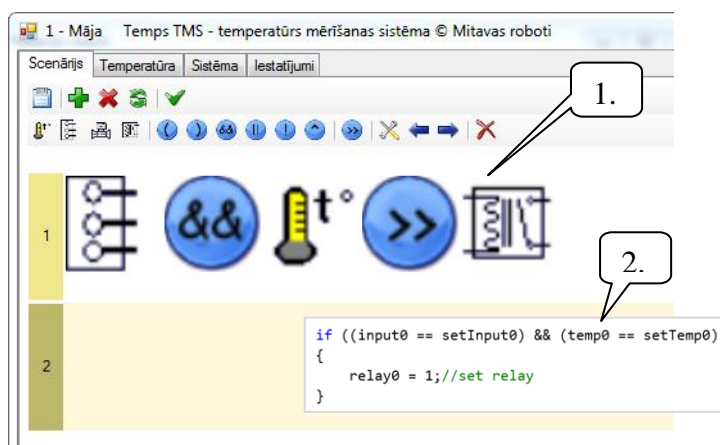 1 - Māja Temps TMS - temperatūrs mērīšanas sistēma © Mitavas roboti
Scenārijs Temperatūra Sistēma Iestatījumi
1.
t° ( ) && || ! ^ >>
1 && t° >>
2.
2
if ((input0 == setInput0) && (temp0 == setTemp0)
{
relay0 = 1;//set relay
}